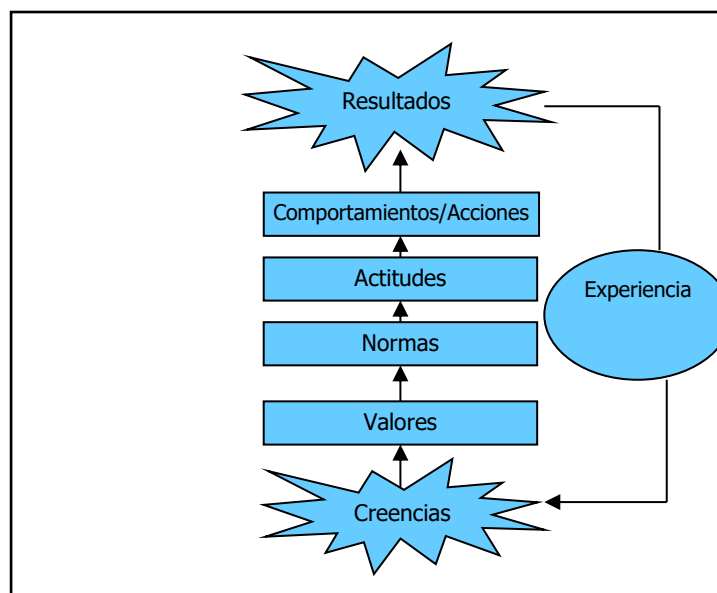 Resultados
Comportamientos/Acciones
Actitudes
Experiencia
Normas
Valores
Creencias